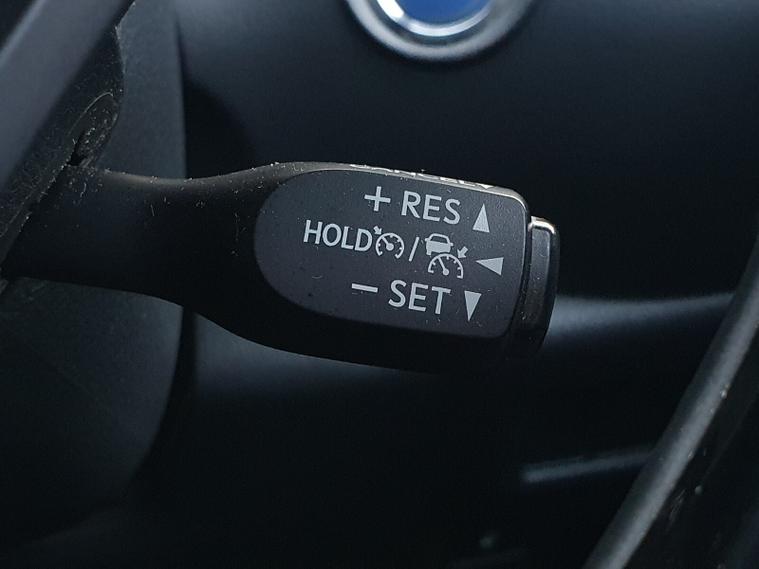 + RES
HOLD /
- SET